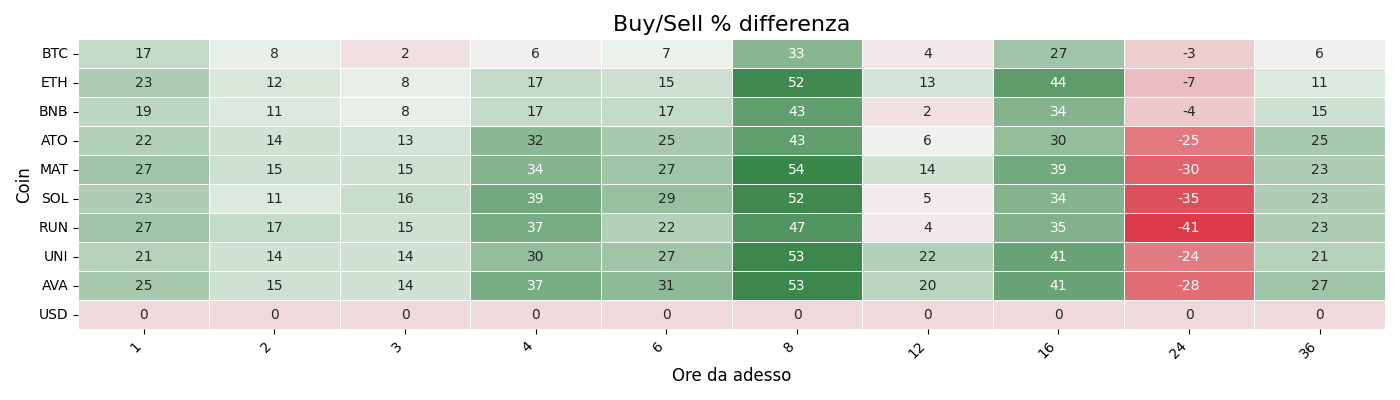 Buy/Sell % differenza
Coin
BTC 17 8 2 6 7 33 4 27 -3 6
ETH 23 12 8 17 15 52 13 44 -7 11
BNB 19 11 8 17 17 43 2 34 -4 15
ATO 22 14 13 32 25 43 6 30 -25 25
MAT 27 15 15 34 27 54 14 39 -30 23
SOL 23 11 16 39 29 52 5 34 -35 23
RUN 27 17 15 37 22 47 4 35 -41 23
UNI 21 14 14 30 27 53 22 41 -24 21
AVA 25 15 14 37 31 53 20 41 -28 27
USD 0 0 0 0 0 0 0 0 0 0
1 2 3 4 6 8 12 16 24 36
Ore da adesso